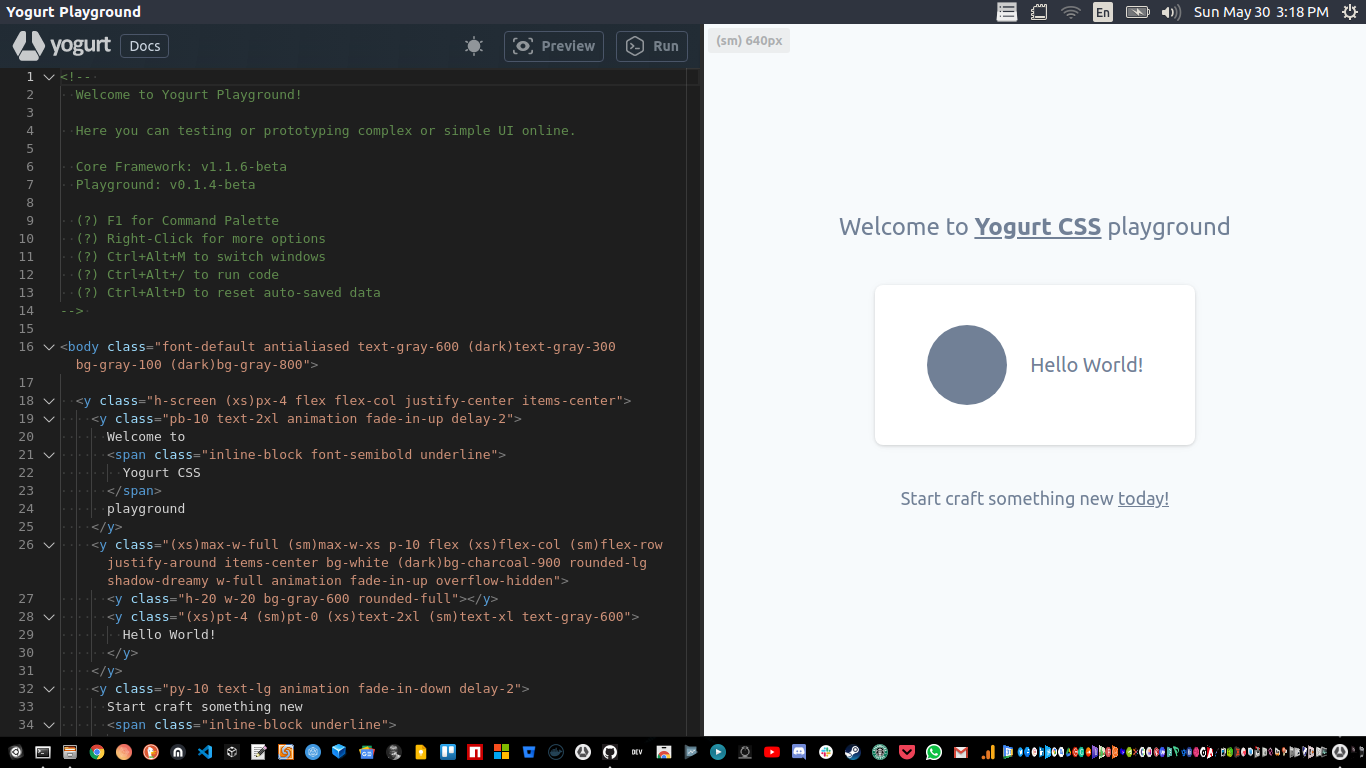 Yogurt Playground
En
Sun May 30 3:18 PM
yogurt
Docs
Preview
Run
(sm) 640px
1 <!--
2 Welcome to Yogurt Playground!
3
4 Here you can testing or prototyping complex or simple UI online.
5
6 Core Framework: v1.1.6-beta
7 Playground: v0.1.4-beta
8
9 (?) F1 for Command Palette
10 (?) Right-Click for more options
11 (?) Ctrl+Alt+M to switch windows
12 (?) Ctrl+Alt+/ to run code
13 (?) Ctrl+Alt+D to reset auto-saved data
14 -->
15
16 <body class="font-default antialiased text-gray-600 (dark)text-gray-300
bg-gray-100 (dark)bg-gray-800">
17
18 <y class="h-screen (xs)px-4 flex flex-col justify-center items-center">
19 <y class="pb-10 text-2xl animation fade-in-up delay-2">
20 Welcome to
21 <span class="inline-block font-semibold underline">
22 Yogurt CSS
23 </span>
24 playground
25 </y>
26 <y class="(xs)max-w-full (sm)max-w-xs p-10 flex (xs)flex-col (sm)flex-row
justify-around items-center bg-white (dark)bg-charcoal-900 rounded-lg
shadow-dreamy w-full animation fade-in-up overflow-hidden">
27 <y class="h-20 w-20 bg-gray-600 rounded-full"></y>
28 <y class="(xs)pt-4 (sm)pt-0 (xs)text-2xl (sm)text-xl text-gray-600">
29 Hello World!
30 </y>
31 </y>
32 <y class="py-10 text-lg animation fade-in-down delay-2">
33 Start craft something new
34 <span class="inline-block underline">
Welcome to Yogurt CSS playground
Hello World!
Start craft something new today!
DEV